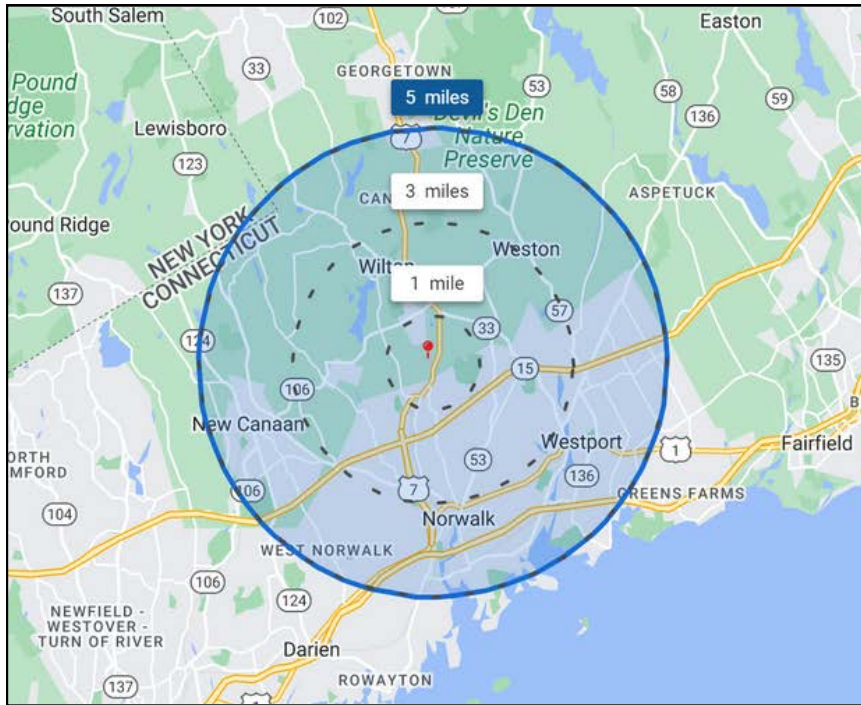 South Salem
102
Easton
33
GEORGETOWN
53
58
59
Pound
dge
rvation
5 miles
136
Devil's Den
Nature
Preserve
Lewisboro
7
123
3 miles
ASPETUCK
CAN
ound Ridge
NEW YORK
CONNECTICUT
Weston
Wilton
137
1 mile
57
33
124
15
135
106
New Canaan
B
Westport
Fairfield
1
ORTH
MFORD
53
136
106
7
GREENS FARMS
104
Norwalk
WEST NORWALK
106
124
NEWFIELD -
WESTOVER -
TURN OF RIVER
Darien
137
ROWAYTON